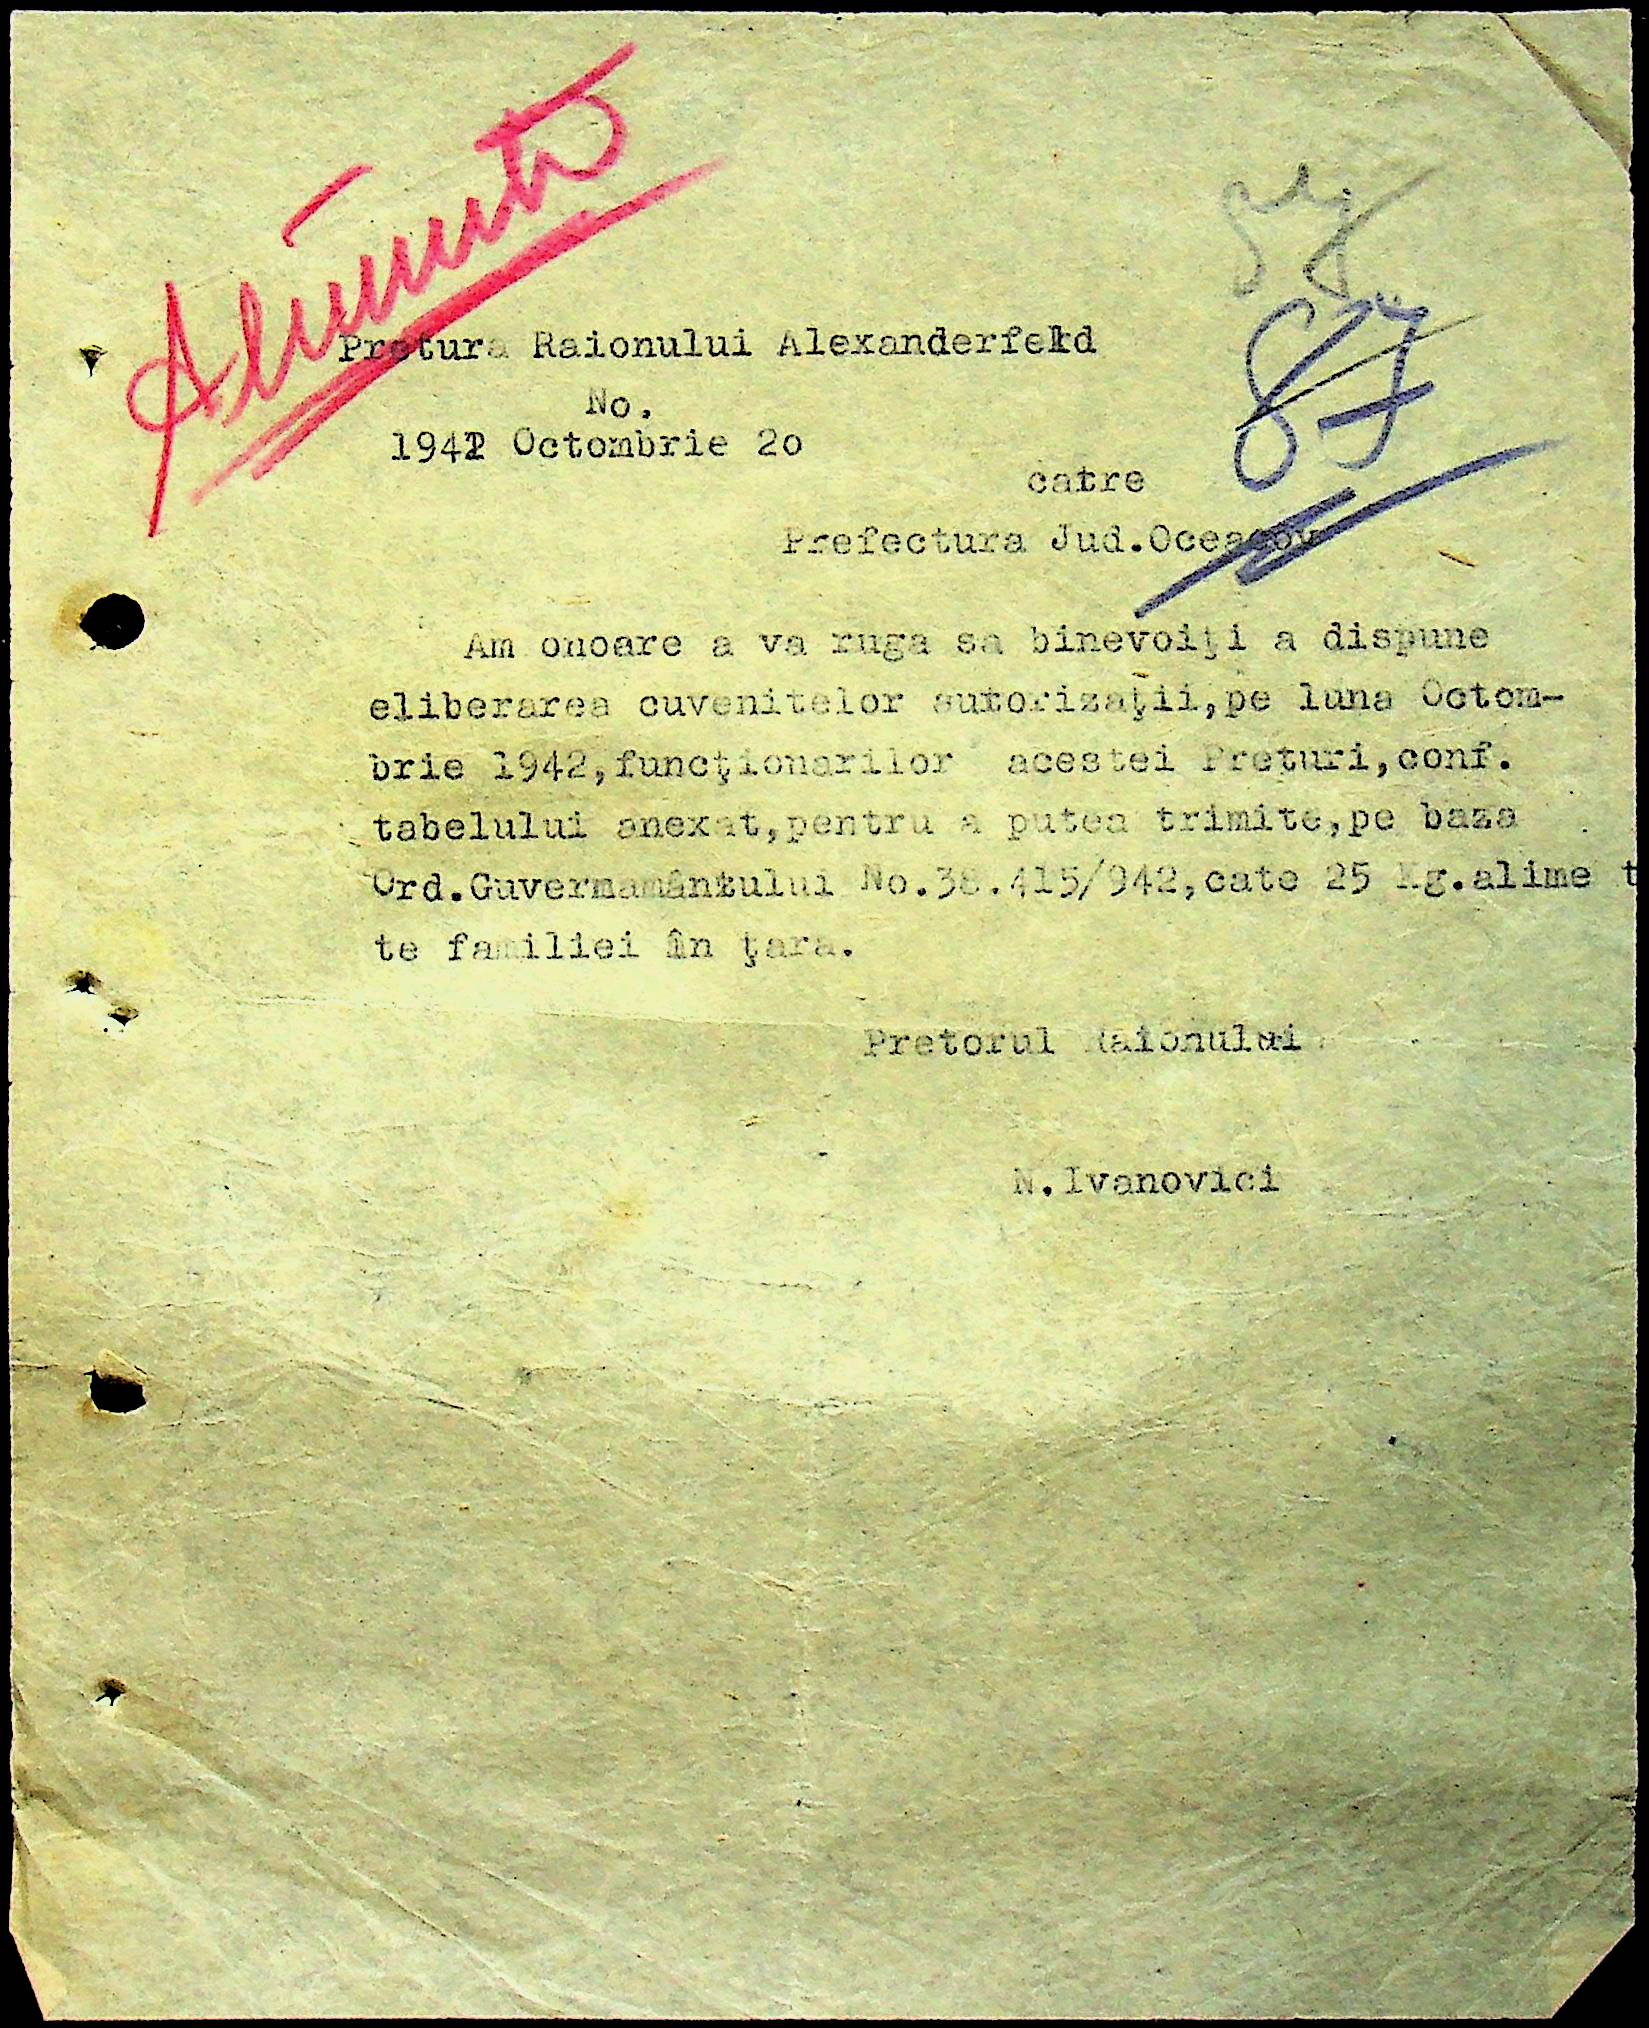 Alimente
87
Pretura Raionului Alexanderfeld
No.
1942 Octombrie 2o
catre
Prefectura Jud.Oceacov
Am onoare a va ruga sa binevoiţi a dispune
eliberarea cuvenitelor autorizaţii,pe luna Octom-
brie 1942,funcţionarilor acestei Preturi,conf.
tabelului anexat,pentru a putea trimite,pe baza
Ord.Guvernamântului No.38.415/942,cate 25 Kg.alime t
te familiei în ţara.
Pretorul Raionului
N.Ivanovici